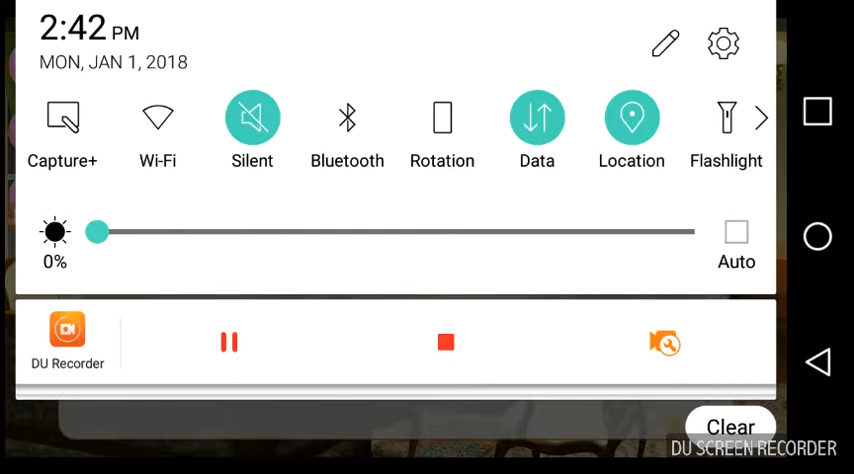 2:42 PM
MON, JAN 1, 2018
Capture+
Wi-Fi
Silent
Bluetooth
Rotation
Data
Location
Flashlight
0%
Auto
DU Recorder
Clear
DU SCREEN RECORDER